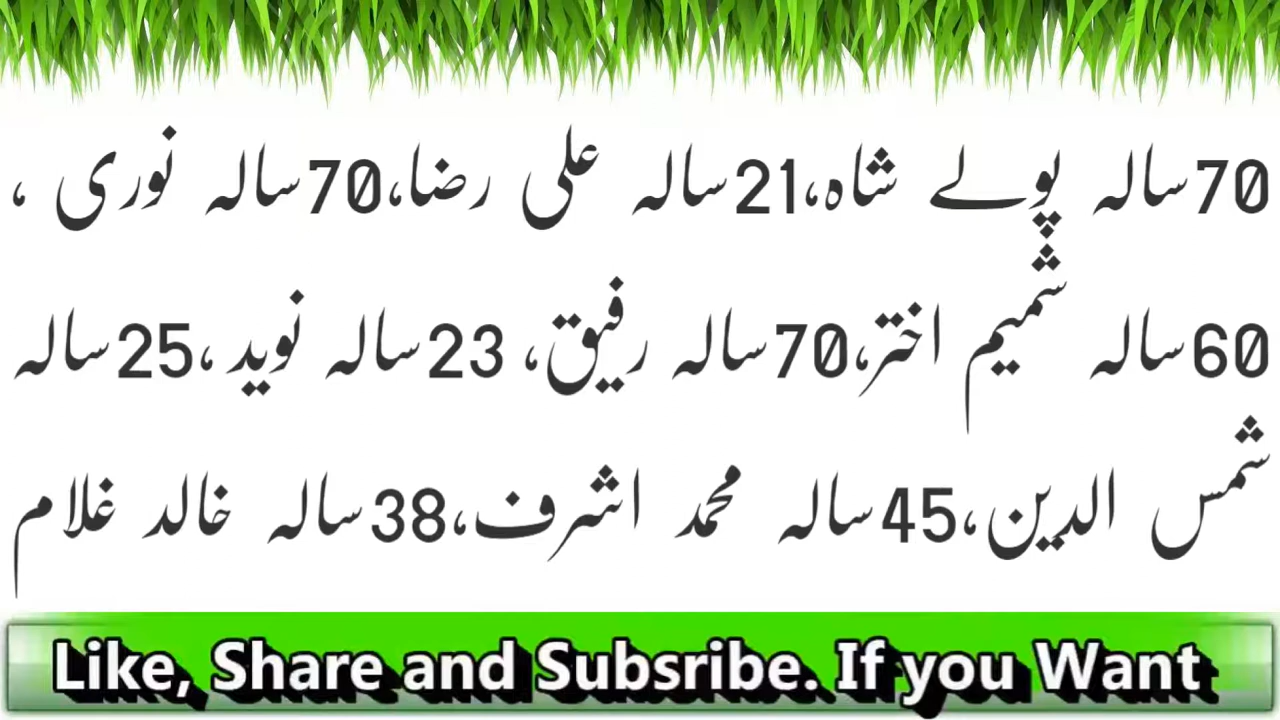 70سالہ پولے شاہ،21سالہ علی رضا،70سالہ نوری ،
60سالہ شمیم اختر،70سالہ رفیق، 23سالہ نوید ،25سالہ
شمس الدین،45سالہ محمد اشرف،38سالہ خالد غلام
Like, Share and Subsribe. If you Want